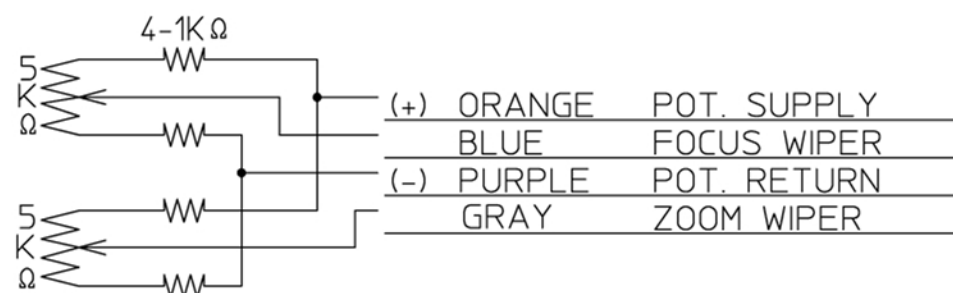 4-1KΩ
5
K
Ω
(+) ORANGE POT. SUPPLY
BLUE FOCUS WIPER
(-) PURPLE POT. RETURN
GRAY ZOOM WIPER
5
K
Ω